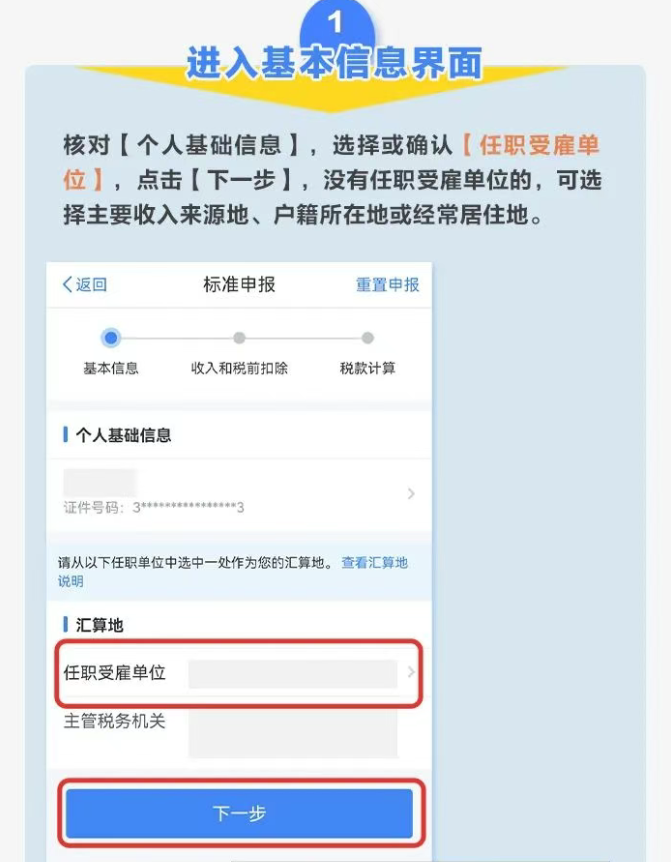 1
进入基本信息界面
核对【个人基础信息】，选择或确认【任职受雇单
位】，点击【下一步】，没有任职受雇单位的，可选
择主要收入来源地、户籍所在地或经常居住地。
返回 标准申报 重置申报
基本信息 收入和税前扣除 税款计算
个人基础信息
证件号码：3****************3
请从以下任职单位中选中一处作为您的汇算地。 查看汇算地
说明
汇算地
任职受雇单位
主管税务机关
下一步